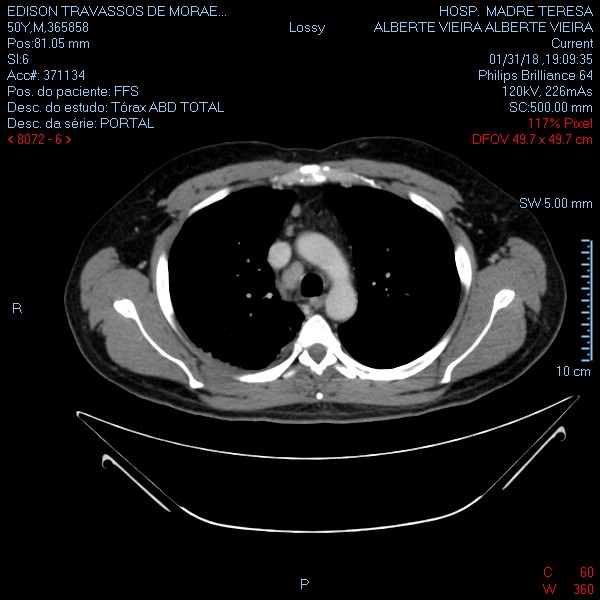 EDISON TRAVASSOS DE MORAE...
50Y,M,365858
Pos:81.05 mm
Sl:6
Acc#: 371134
Pos. do paciente: FFS
Desc. do estudo: Tórax ABD TOTAL
Desc. da série: PORTAL
< 8072 - 6 >
Lossy
HOSP. MADRE TERESA
ALBERTE VIEIRA ALBERTE VIEIRA
Current
01/31/18 ,19:09:35
Philips Brilliance 64
120kV, 226mAs
SC:500.00 mm
117% Pixel
DFOV 49.7 x 49.7 cm
SW 5.00 mm
R
10 cm
P
C 60
W 360